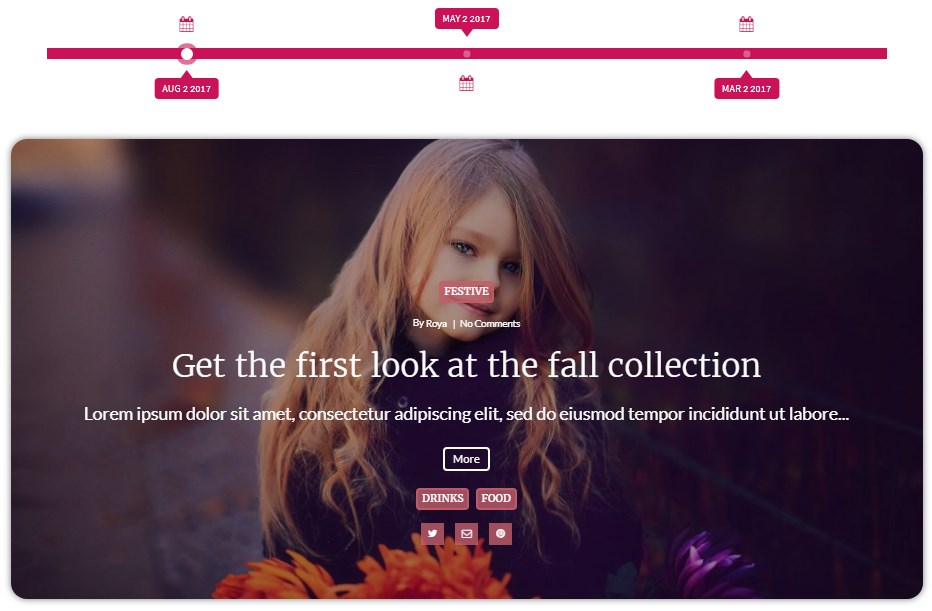 MAY 2 2017
AUG 2 2017
MAR 2 2017
FESTIVE
By Roya | No Comments
Get the first look at the fall collection
Lorem ipsum dolor sit amet, consectetur adipiscing elit, sed do eiusmod tempor incididunt ut labore...
More
DRINKS FOOD